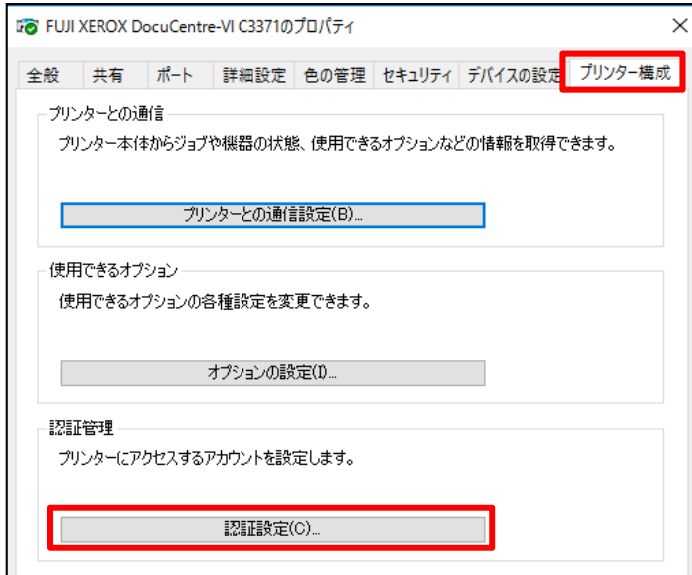 FUJI XEROX DocuCentre-VI C3371のプロパティ
全般 共有 ポート 詳細設定 色の管理 セキュリティ デバイスの設定 プリンター構成
プリンターとの通信
プリンター本体からジョブや機器の状態、使用できるオプションなどの情報を取得できます。
プリンターとの通信設定(B)...
使用できるオプション
使用できるオプションの各種設定を変更できます。
オプションの設定(I)...
認証管理
プリンターにアクセスするアカウントを設定します。
認証設定(C)...